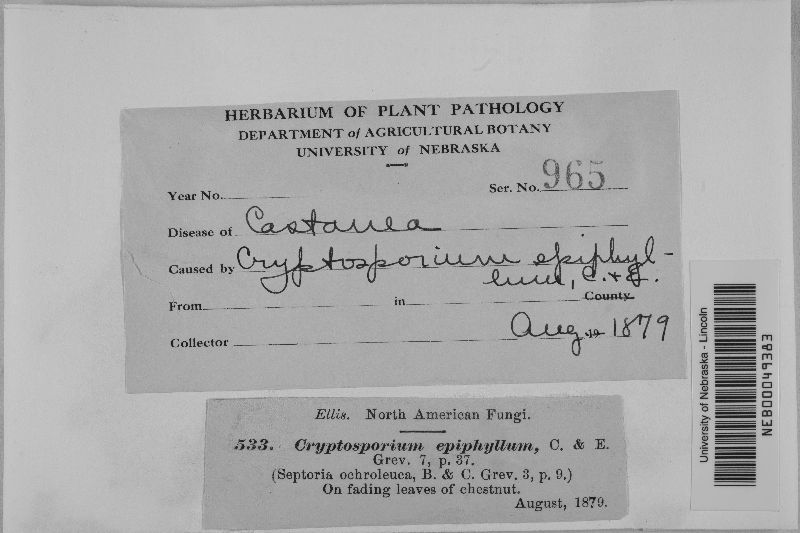 HERBARIUM OF PLANT PATHOLOGY
DEPARTMENT of AGRICULTURAL BOTANY
UNIVERSITY of NEBRASKA
Year No. Ser. No. 965
Disease of Castanea
Caused by Cryptosporium epiphyl-
lum, C. & E.
From in County
Collector Aug. 1879
Ellis. North American Fungi.
533. Cryptosporium epiphyllum, C. & E.
Grev. 7, p. 37.
(Septoria ochroleuca, B. & C. Grev. 3, p. 9.)
On fading leaves of chestnut.
August, 1879.
University of Nebraska - Lincoln
NEB00049383